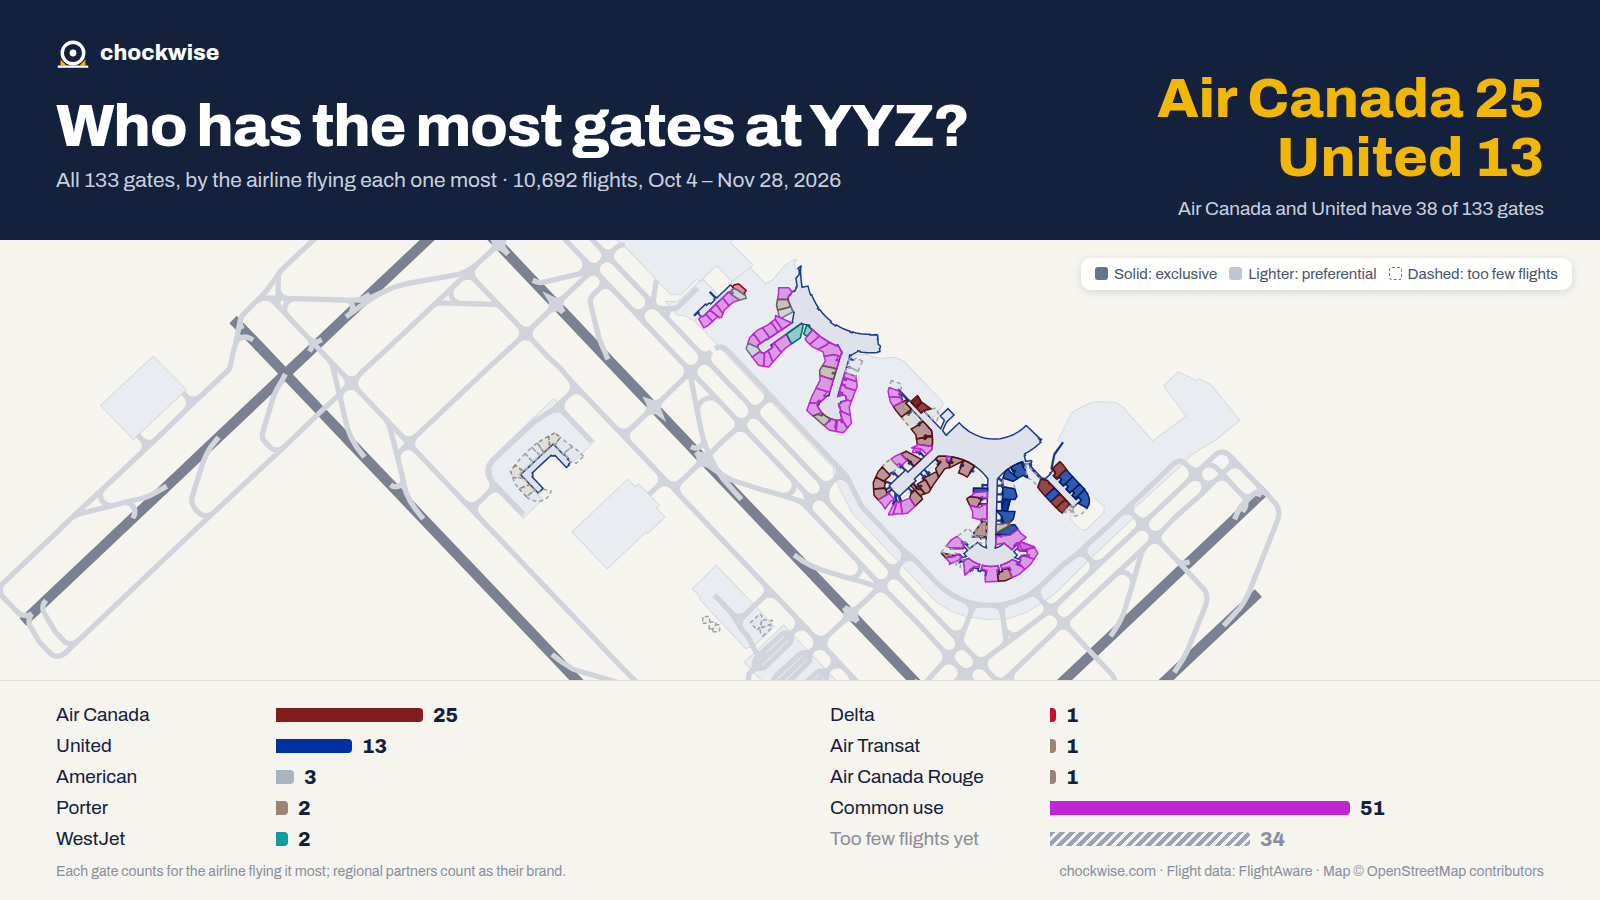 chockwise
Who has the most gates at YYZ?
All 133 gates, by the airline flying each one most · 10,692 flights, Oct 4 – Nov 28, 2026
Air Canada 25
United 13
Air Canada and United have 38 of 133 gates
Solid: exclusive
Lighter: preferential
Dashed: too few flights
Air Canada 25
United 13
American 3
Porter 2
WestJet 2
Delta 1
Air Transat 1
Air Canada Rouge 1
Common use 51
Too few flights yet 34
Each gate counts for the airline flying it most; regional partners count as their brand.
chockwise.com · Flight data: FlightAware · Map © OpenStreetMap contributors